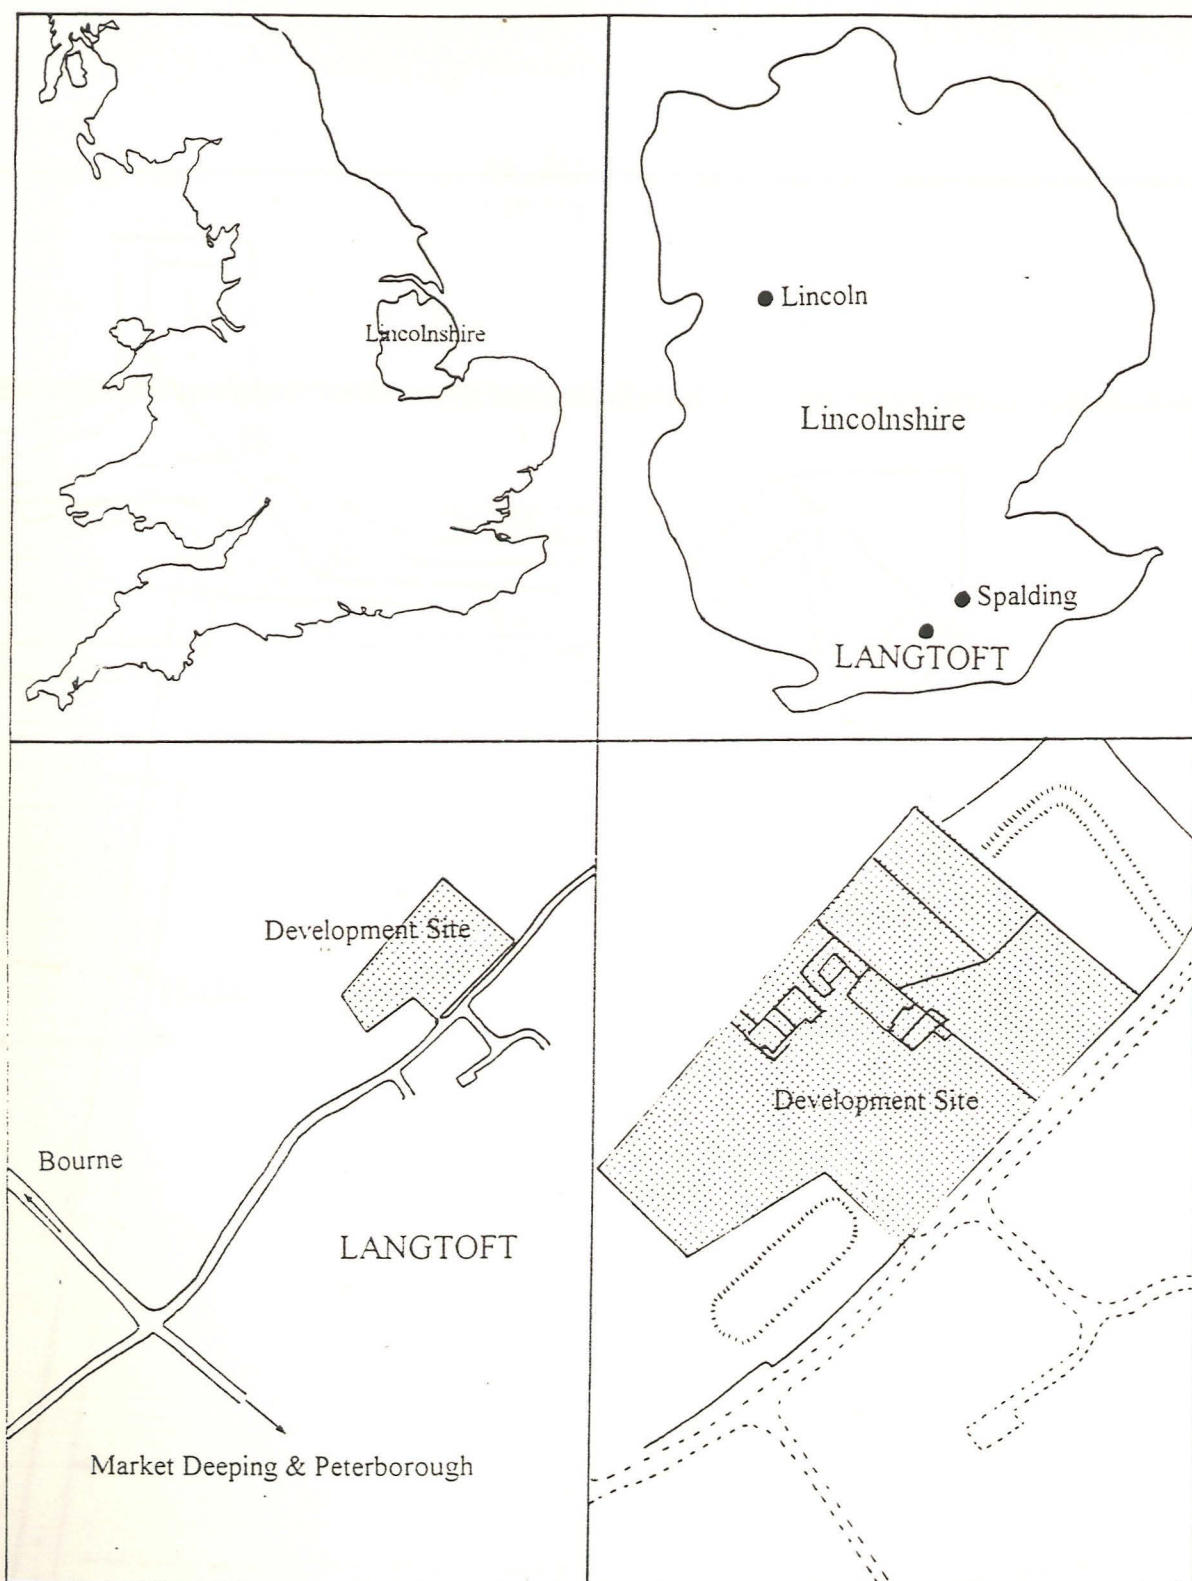 Lincolnshire
Lincoln
Lincolnshire
Spalding
LANGTOFT
Development Site
Bourne
LANGTOFT
Market Deeping & Peterborough
Development Site